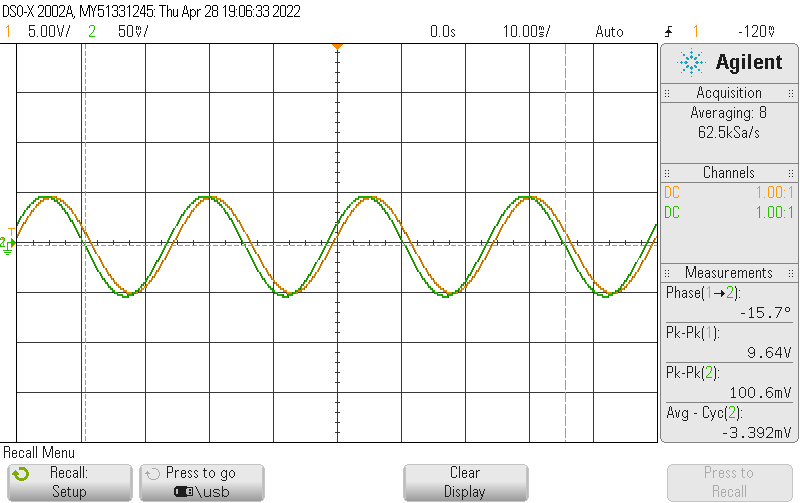 DSO-X 2002A, MY51331245: Thu Apr 28 19:06:33 2022
1 5.00V/ 2 50mV/ 0.0s 10.00ms/ Auto 1 -120mV
Agilent
Acquisition
Averaging: 8
62.5kSa/s
Channels
DC 1.00:1
DC 1.00:1
Measurements
Phase(1→2):
-15.7°
Pk-Pk(1):
9.64V
Pk-Pk(2):
100.6mV
Avg - Cyc(2):
-3.392mV
T
2
Recall Menu
Recall:
Setup
Press to go
\usb
Clear
Display
Press to
Recall